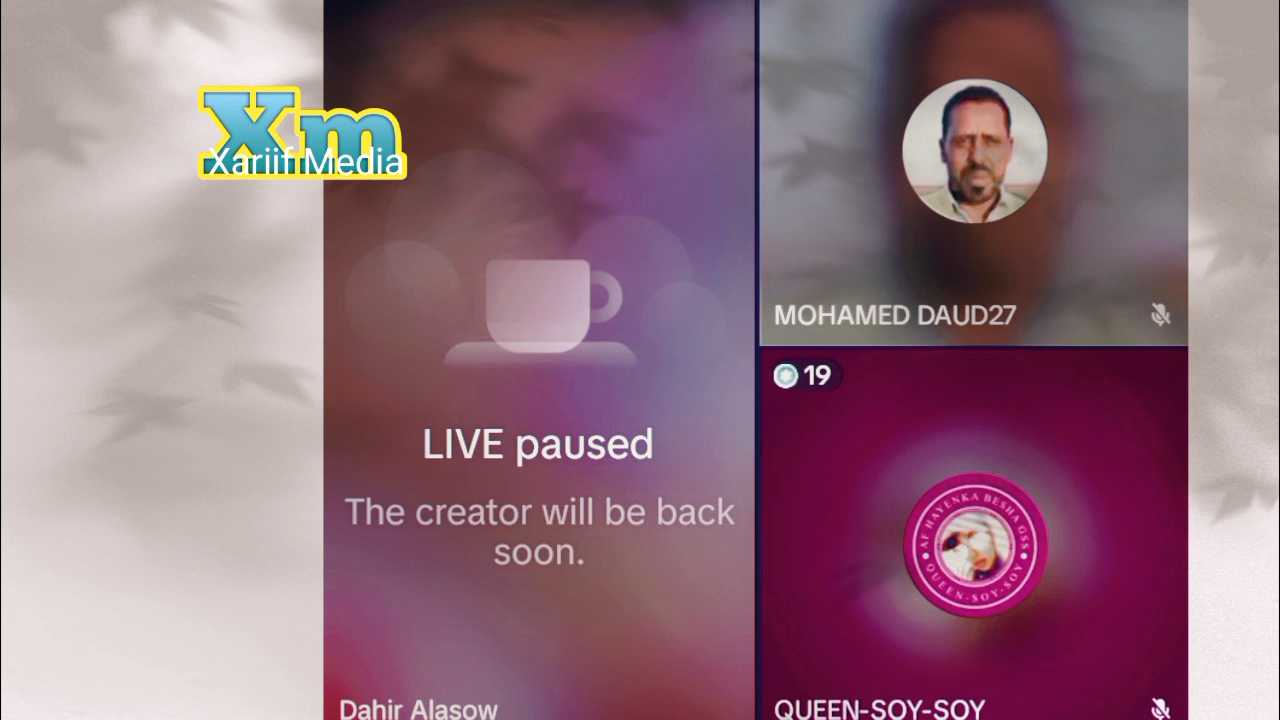 Xm
Xariif Media
LIVE paused
The creator will be back
soon.
Dahir Alasow
MOHAMED DAUD27
19
AF HAYENKA BESHA GSS
QUEEN-SOY-SOY
QUEEN-SOY-SOY